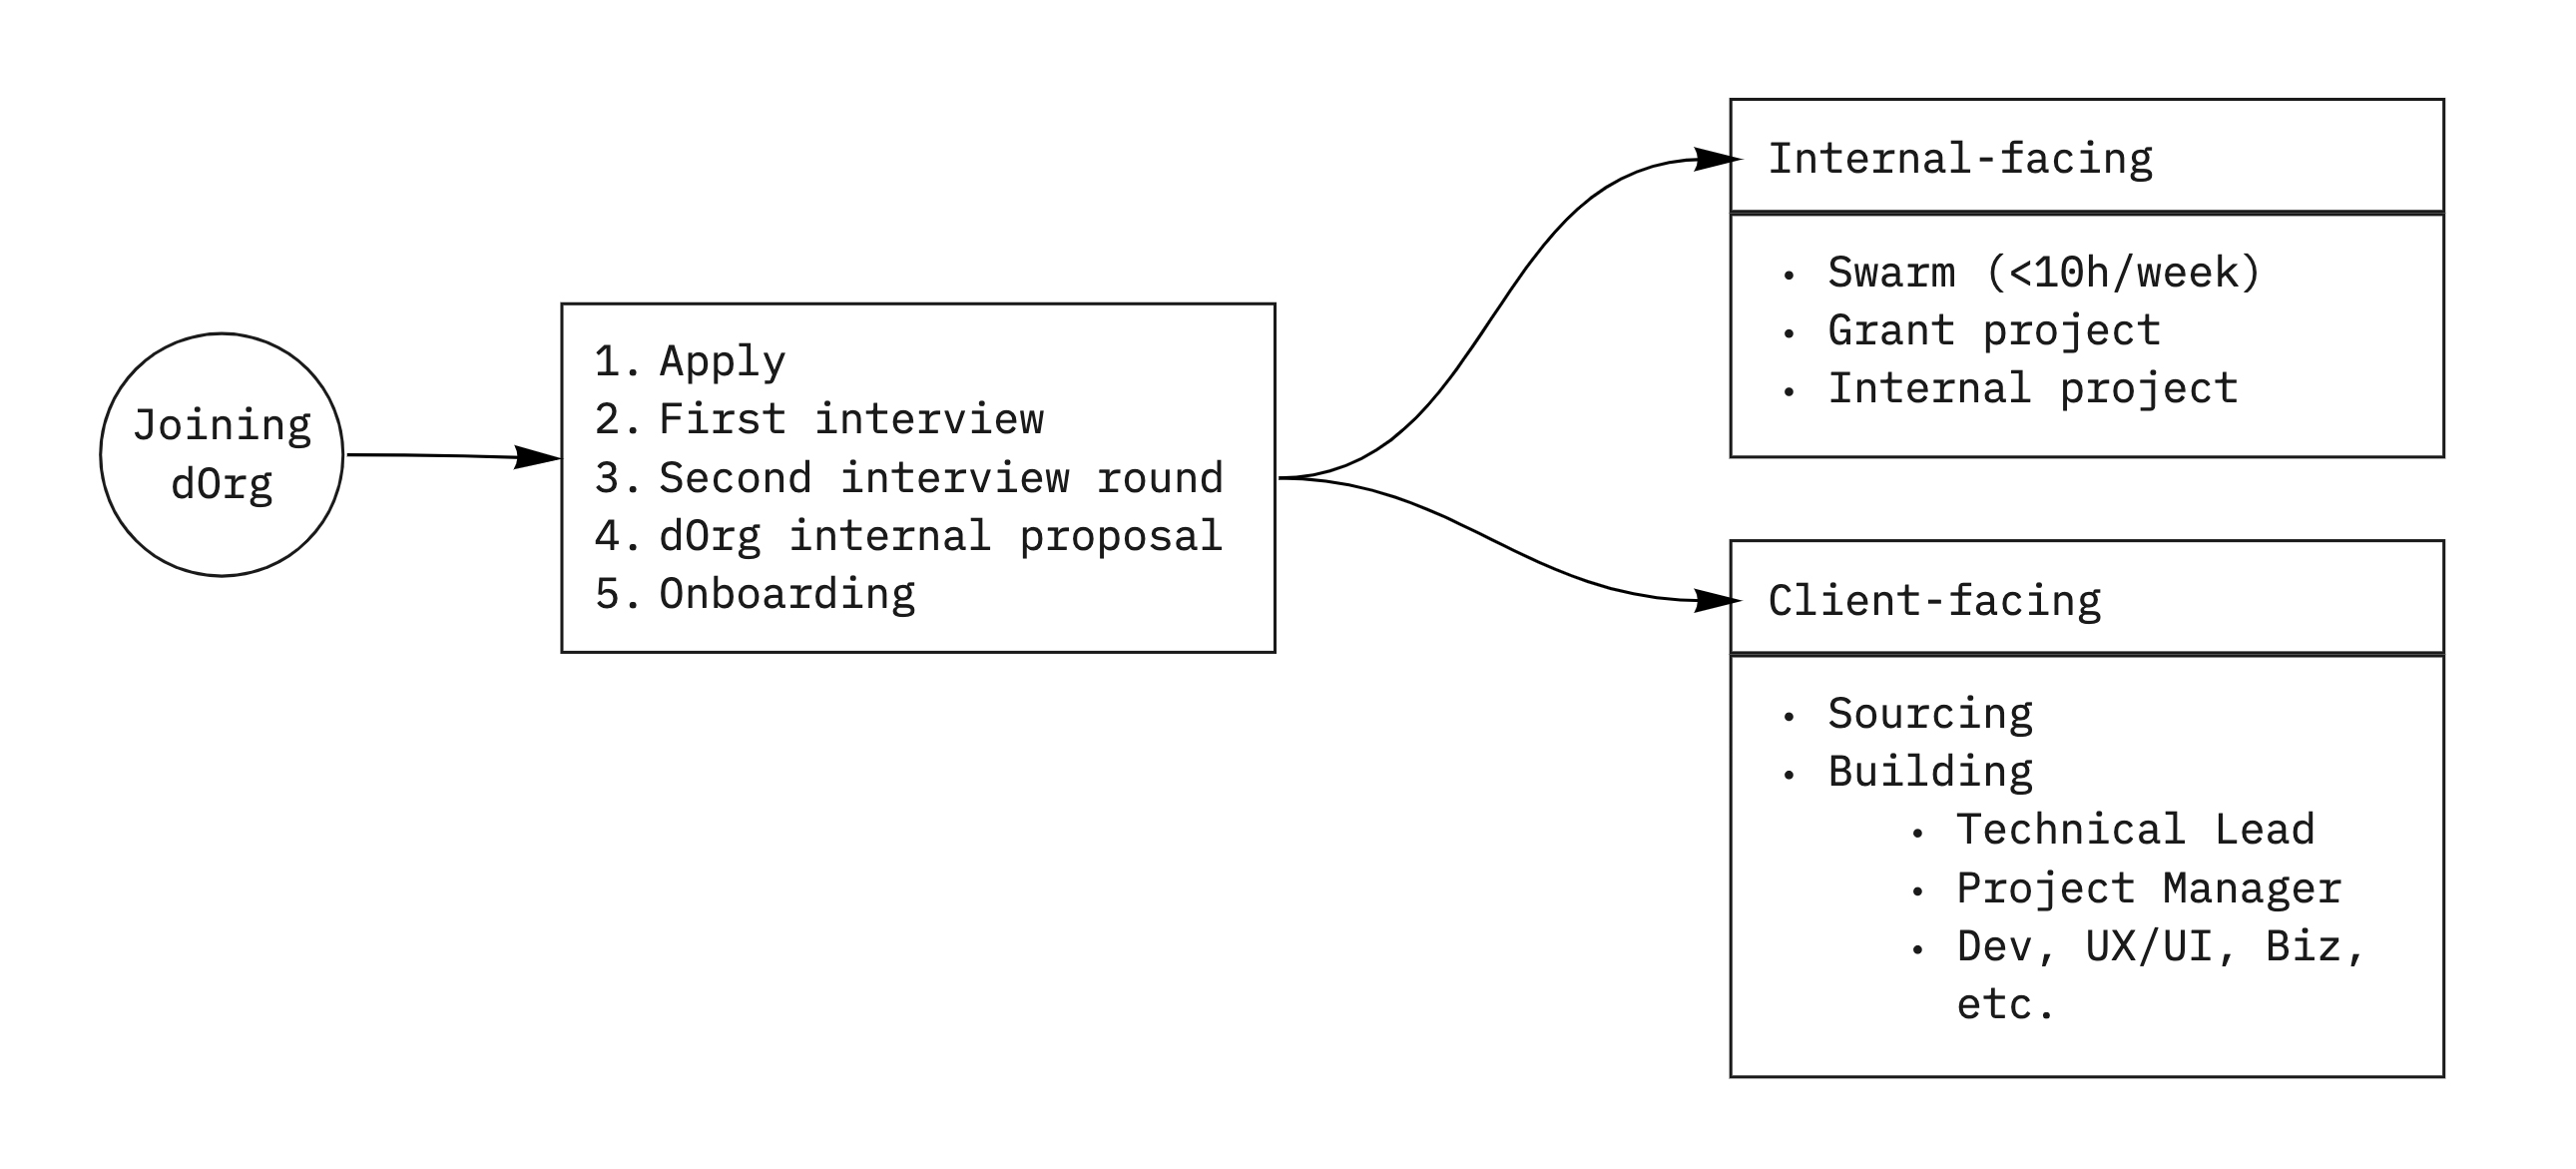 Joining
dOrg
1. Apply
2. First interview
3. Second interview round
4. dOrg internal proposal
5. Onboarding
Internal-facing
• Swarm (<10h/week)
• Grant project
• Internal project
Client-facing
• Sourcing
• Building
• Technical Lead
• Project Manager
• Dev, UX/UI, Biz,
etc.